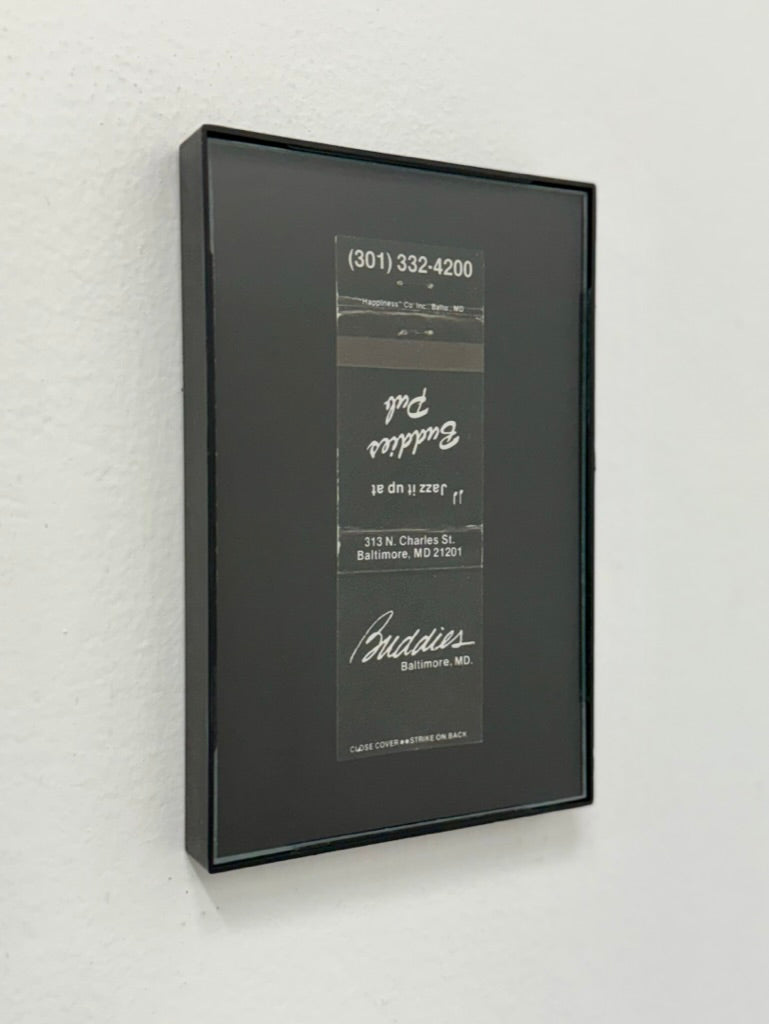 (301) 332-4200
"Happiness" Co. Inc., Balto., MD
Jazz it up at
Buddies
Pub
313 N. Charles St.
Baltimore, MD 21201
Buddies
Baltimore, MD.
CLOSE COVER●●STRIKE ON BACK